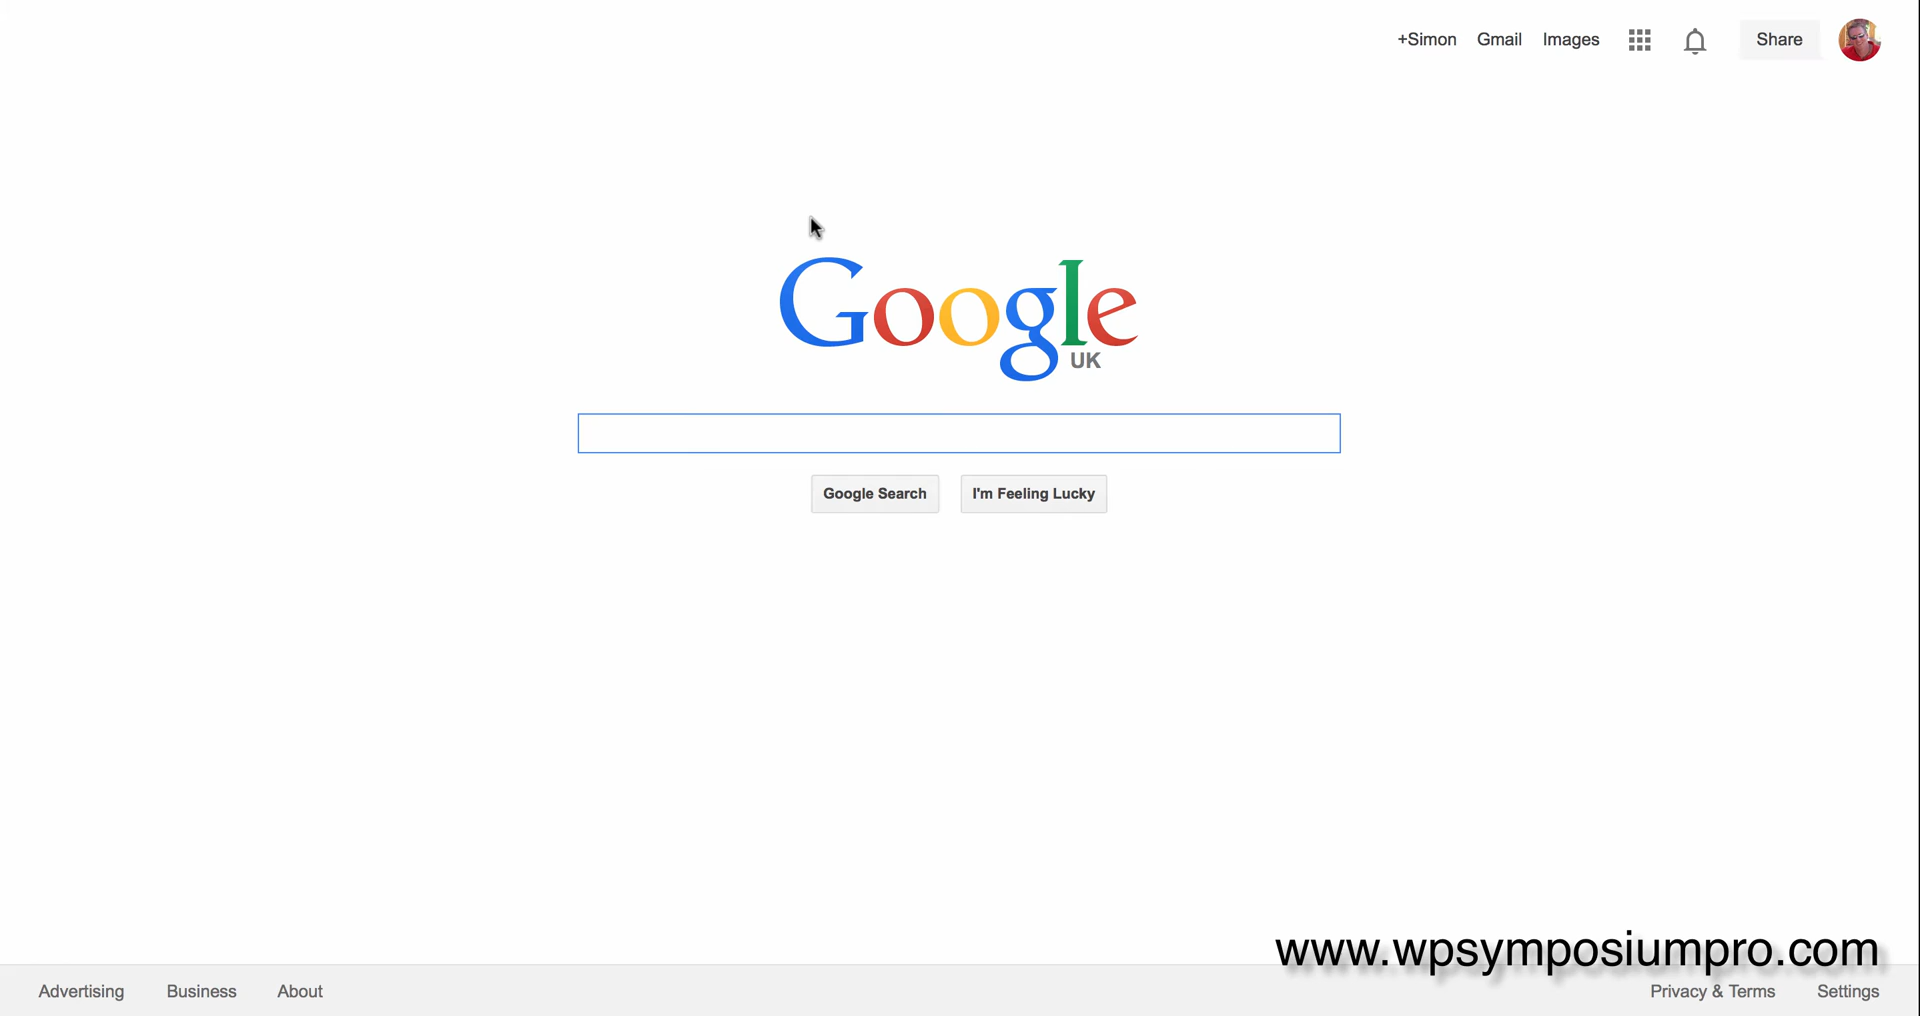 +Simon Gmail Images Share
Google
UK
Google Search I'm Feeling Lucky
www.wpsymposiumpro.com
Advertising Business About Privacy & Terms Settings